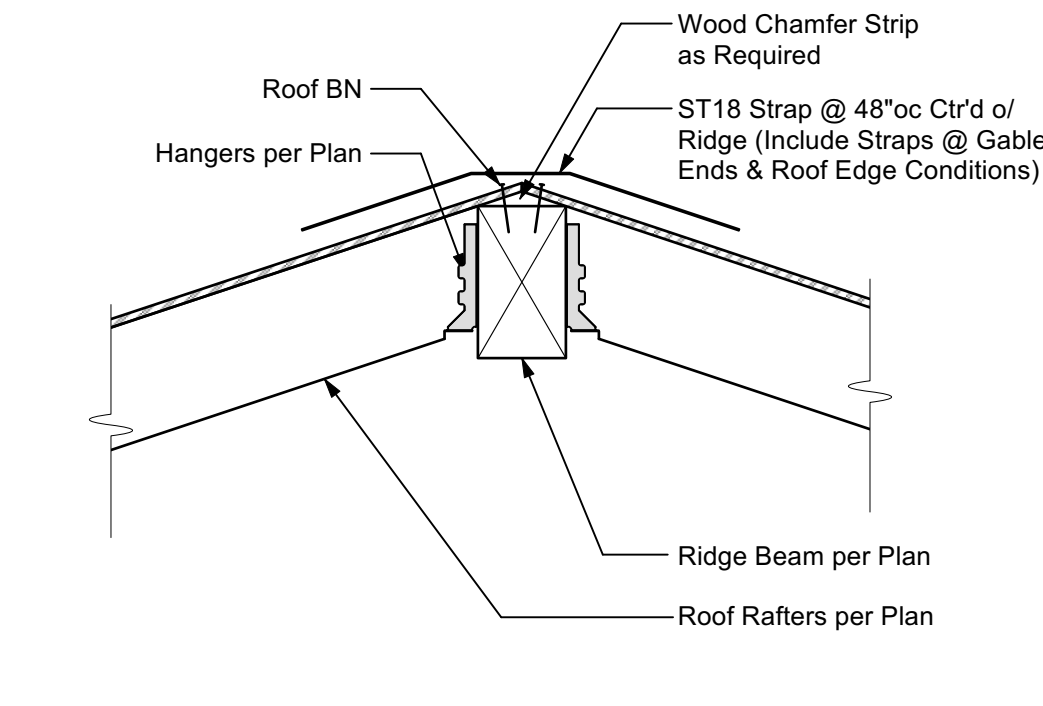 Wood Chamfer Strip
as Required
Roof BN
ST18 Strap @ 48"oc Ctr'd o/
Ridge (Include Straps @ Gable
Ends & Roof Edge Conditions)
Hangers per Plan
Ridge Beam per Plan
Roof Rafters per Plan